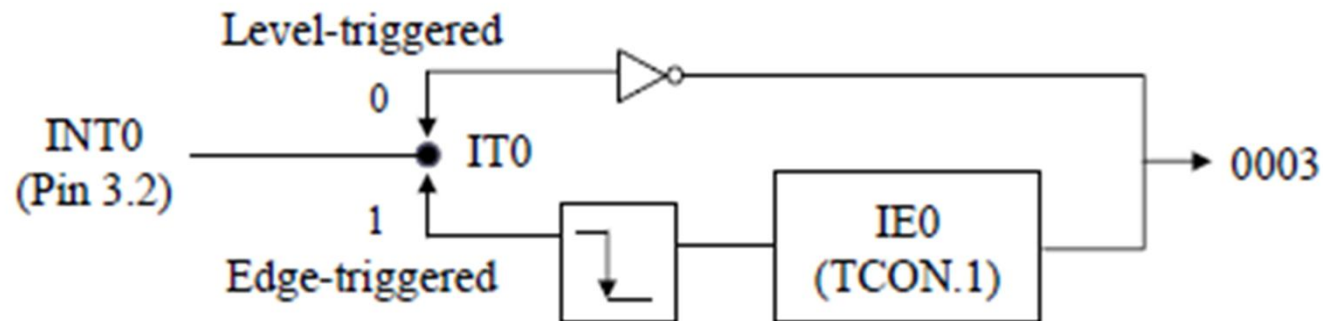 Level-triggered
0
INT0
(Pin 3.2)
IT0
0003
1
Edge-triggered
IE0
(TCON.1)